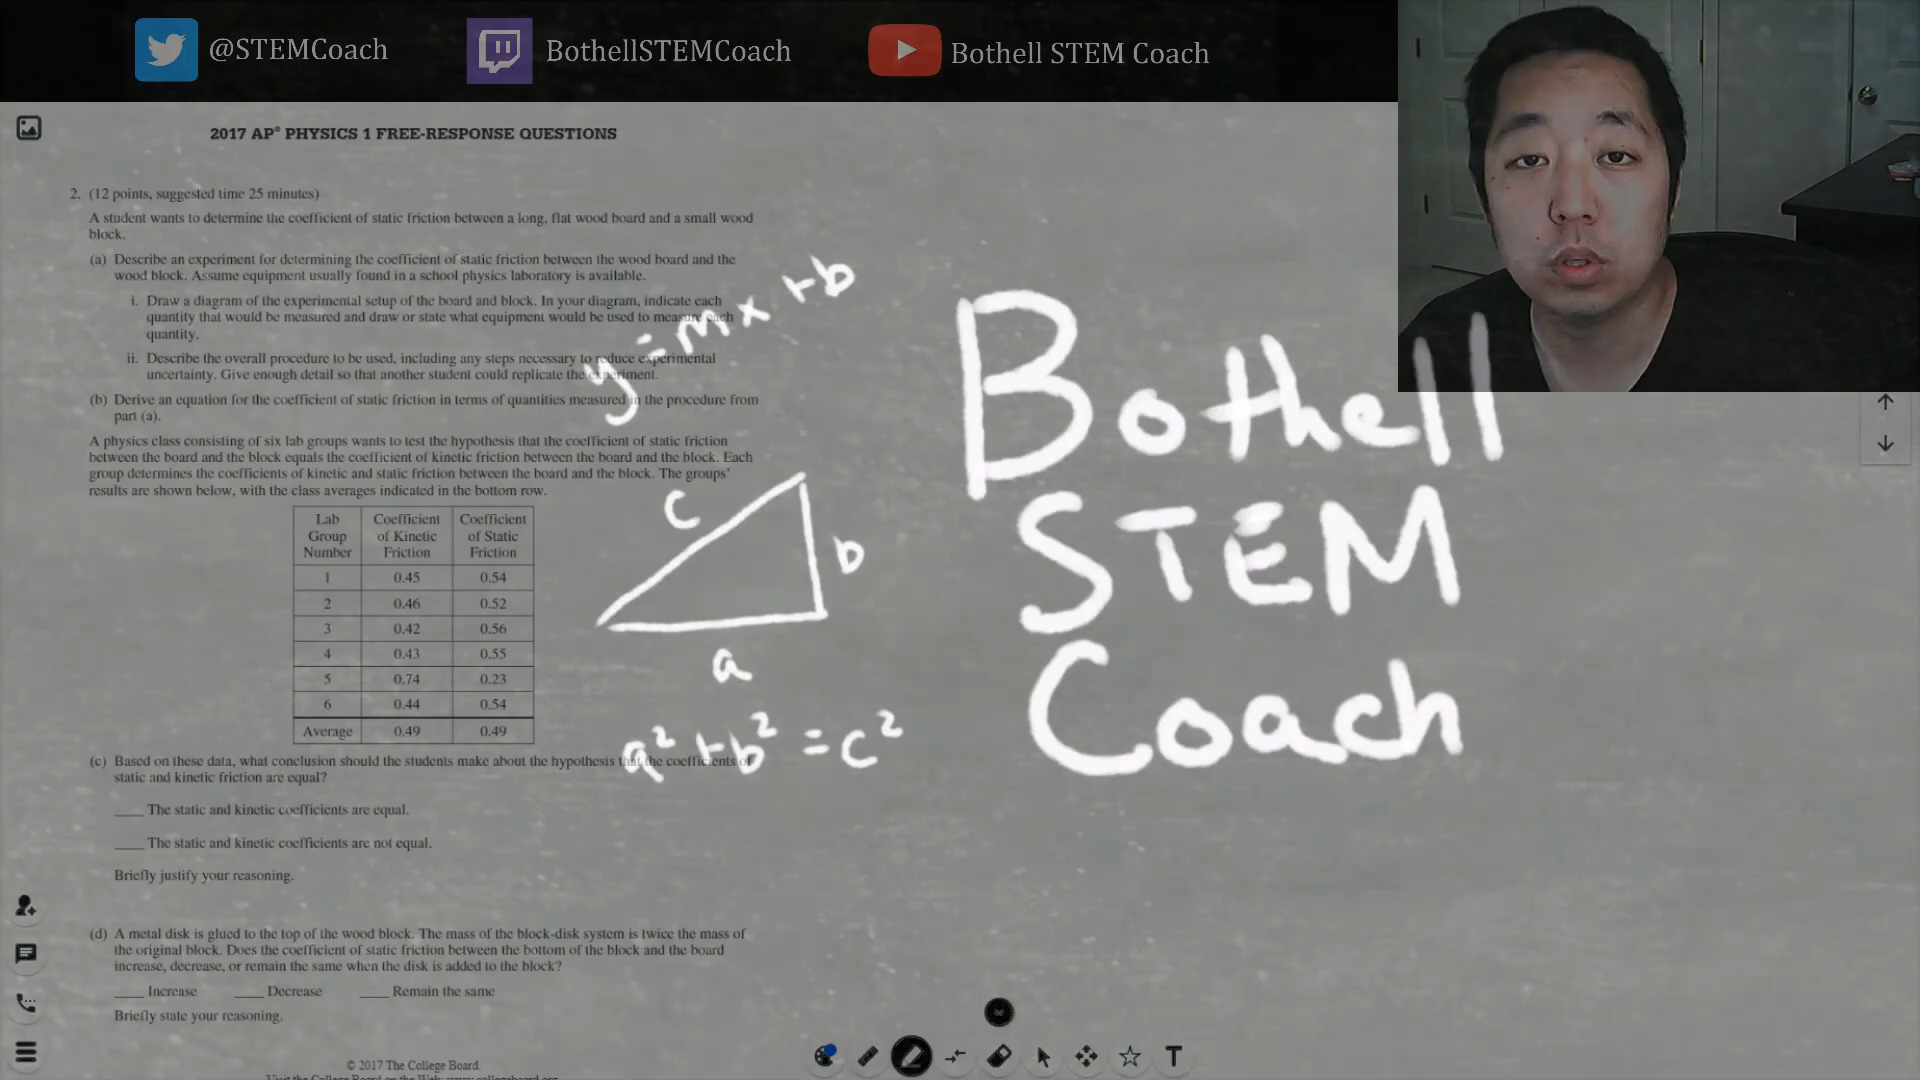 @STEMCoach
BothellSTEMCoach
Bothell STEM Coach
2017 AP® PHYSICS 1 FREE-RESPONSE QUESTIONS
2. (12 points, suggested time 25 minutes)
A student wants to determine the coefficient of static friction between a long, flat wood board and a small wood
block.
(a) Describe an experiment for determining the coefficient of static friction between the wood board and the
wood block. Assume equipment usually found in a school physics laboratory is available.
i. Draw a diagram of the experimental setup of the board and block. In your diagram, indicate each
quantity that would be measured and draw or state what equipment would be used to measure each
quantity.
ii. Describe the overall procedure to be used, including any steps necessary to reduce experimental
uncertainty. Give enough detail so that another student could replicate the experiment.
(b) Derive an equation for the coefficient of static friction in terms of quantities measured in the procedure from
part (a).
A physics class consisting of six lab groups wants to test the hypothesis that the coefficient of static friction
between the board and the block equals the coefficient of kinetic friction between the board and the block. Each
group determines the coefficients of kinetic and static friction between the board and the block. The groups'
results are shown below, with the class averages indicated in the bottom row.
Lab Group Number Coefficient of Kinetic Friction Coefficient of Static Friction
1 0.45 0.54
2 0.46 0.52
3 0.42 0.56
4 0.43 0.55
5 0.74 0.23
6 0.44 0.54
Average 0.49 0.49
(c) Based on these data, what conclusion should the students make about the hypothesis that the coefficients of
static and kinetic friction are equal?
____ The static and kinetic coefficients are equal.
____ The static and kinetic coefficients are not equal.
Briefly justify your reasoning.
(d) A metal disk is glued to the top of the wood block. The mass of the block-disk system is twice the mass of
the original block. Does the coefficient of static friction between the bottom of the block and the board
increase, decrease, or remain the same when the disk is added to the block?
____ Increase ____ Decrease ____ Remain the same
Briefly state your reasoning.
© 2017 The College Board.
y = mx + b
c
b
a
a² + b² = c²
Bothell
STEM
Coach
T